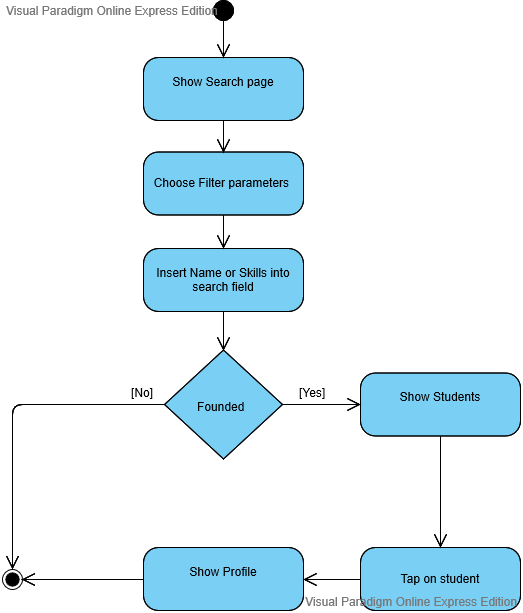 Visual Paradigm Online Express Edition
Show Search page
Choose Filter parameters
Insert Name or Skills into
search field
[No]
Founded
[Yes]
Show Students
Show Profile
Tap on student
Visual Paradigm Online Express Edition